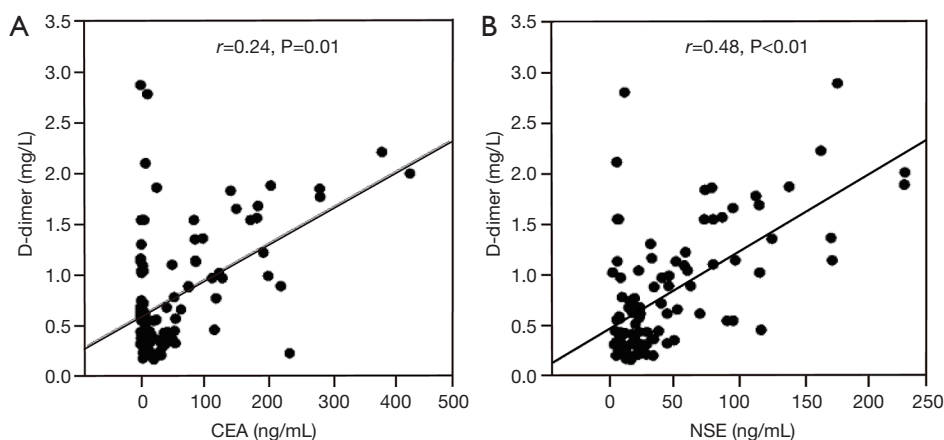 A
r=0.24, P=0.01
3.5
3.0
2.5
2.0
1.5
1.0
0.5
0.0
D-dimer (mg/L)
0 100 200 300 400 500
CEA (ng/mL)
B
r=0.48, P<0.01
3.5
3.0
2.5
2.0
1.5
1.0
0.5
0.0
D-dimer (mg/L)
0 50 100 150 200 250
NSE (ng/mL)